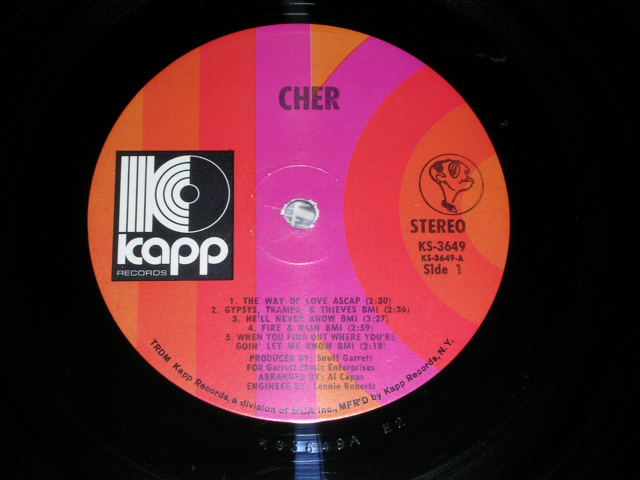 CHER
K
kapp
RECORDS
STEREO
KS-3649
KS-3649-A
Side 1
1. THE WAY OF LOVE ASCAP (2:30)
2. GYPSYS, TRAMPS & THIEVES BMI (2:36)
3. HE'LL NEVER KNOW BMI (3:27)
4. FIRE & RAIN BMI (2:59)
5. WHEN YOU FIND OUT WHERE YOU'RE
GOIN' LET ME KNOW BMI (2:18)
PRODUCED BY: Snuff Garrett
FOR Garrett Music Enterprises
ARRANGED BY: Al Capps
ENGINEER BY: Lennie Roberts
TRDM Kapp Records, a division of MCA Inc., MFR'D by Kapp Records, N.Y.